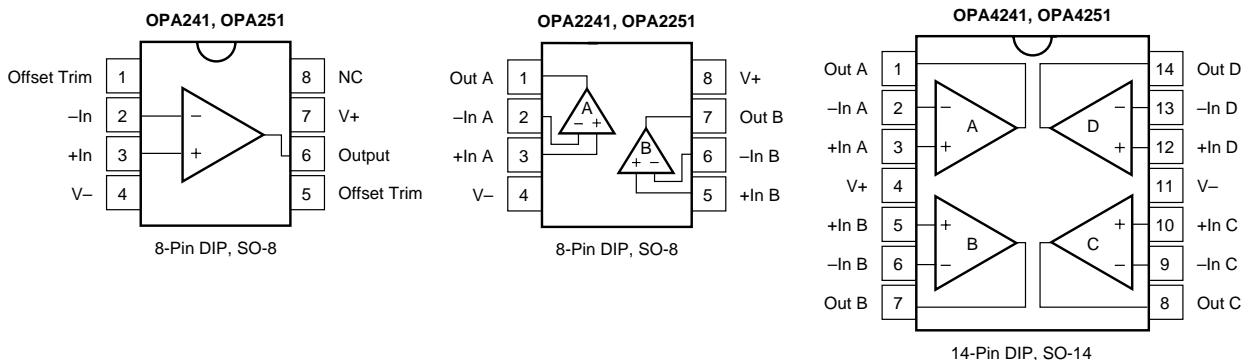 OPA241, OPA251
Offset Trim 1 8 NC
–In 2 − 7 V+
+In 3 + 6 Output
V– 4 5 Offset Trim
8-Pin DIP, SO-8
OPA2241, OPA2251
Out A 1 8 V+
–In A 2 A − + 7 Out B
+In A 3 B + − 6 –In B
V– 4 5 +In B
8-Pin DIP, SO-8
OPA4241, OPA4251
Out A 1 14 Out D
–In A 2 − − 13 –In D
A D
+In A 3 + + 12 +In D
V+ 4 11 V–
+In B 5 + + 10 +In C
B C
–In B 6 − − 9 –In C
Out B 7 8 Out C
14-Pin DIP, SO-14